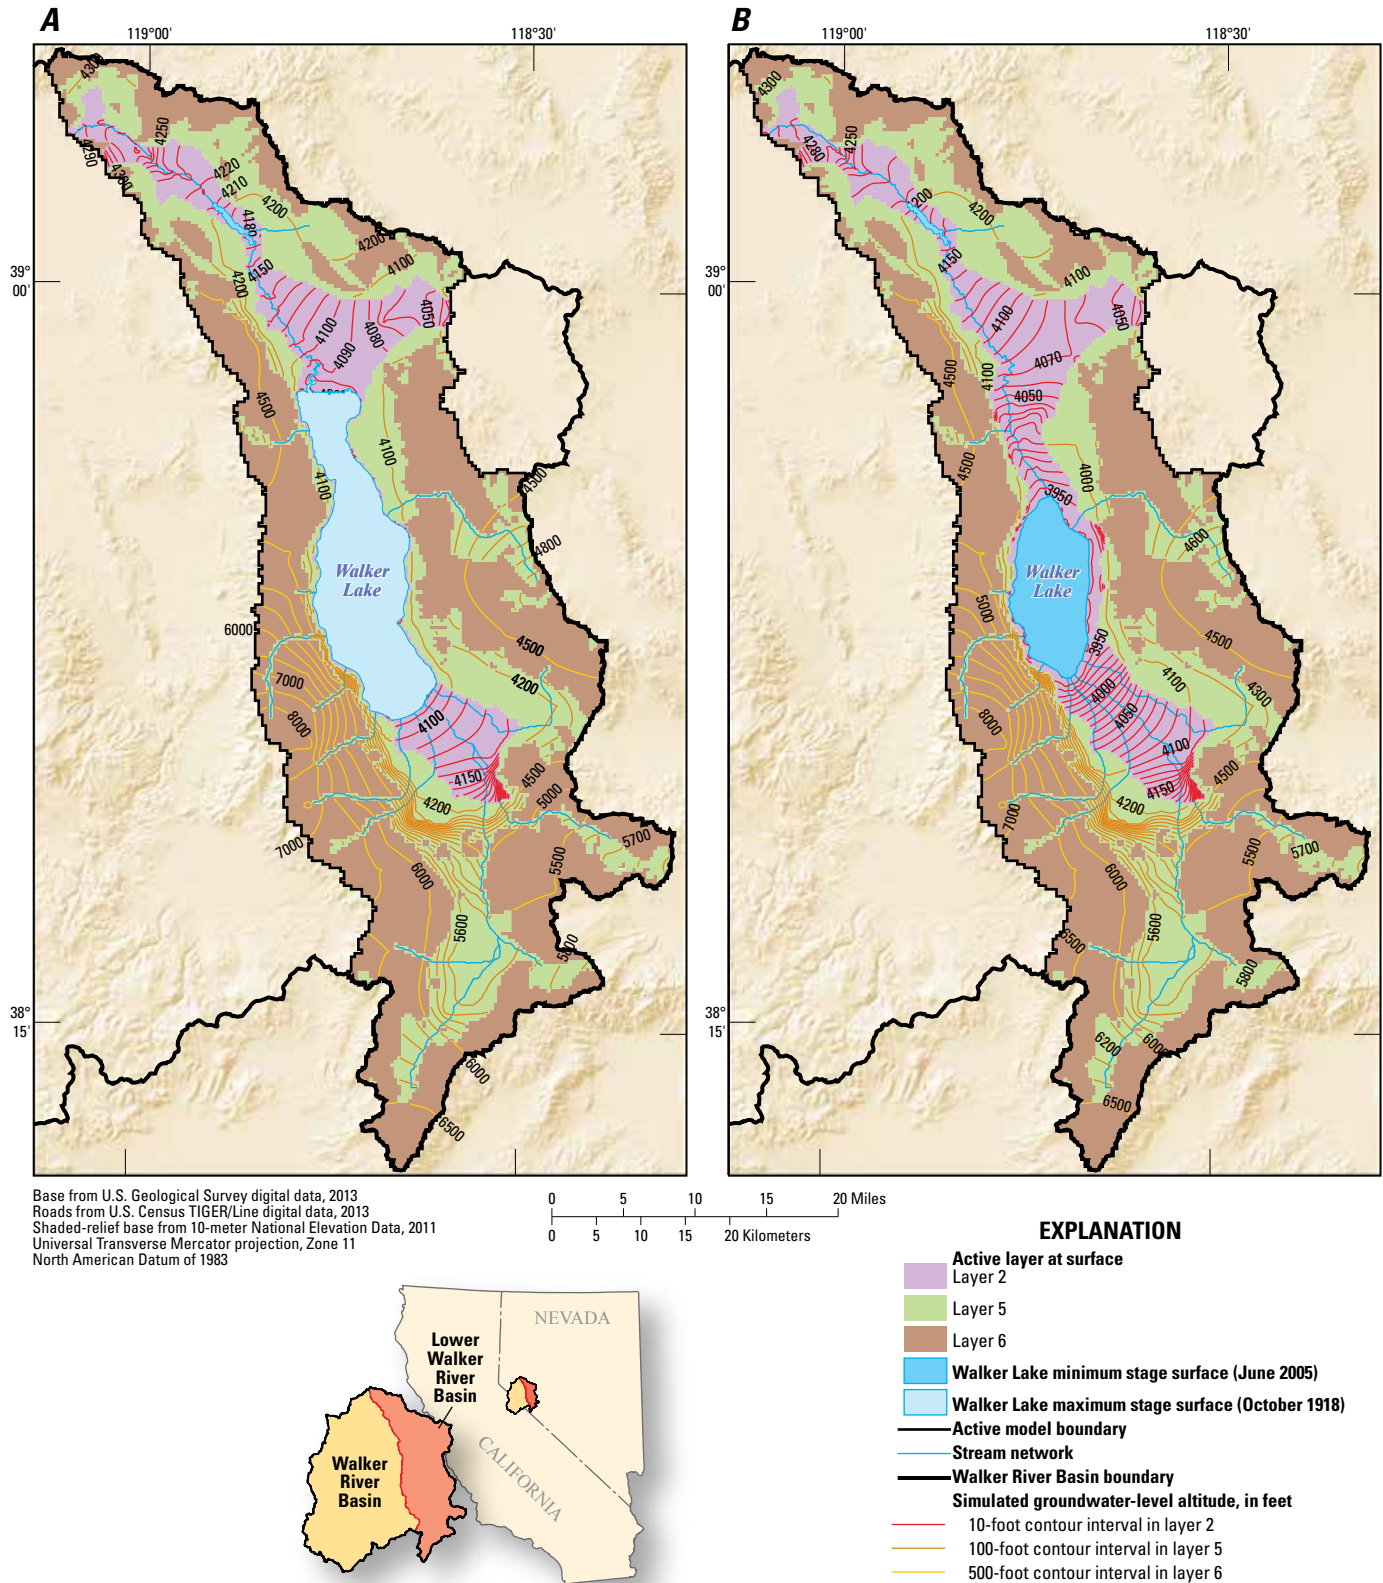 A
B
119°00'
118°30'
119°00'
118°30'
39°
00'
39°
00'
38°
15'
38°
15'
4300
4250
4290
4300
4220
4210
4200
4180
4200
4150
4200
4100
4100
4090
4080
4050
4500
4100
4100
4500
4800
Walker
Lake
6000
4500
7000
4200
8000
4100
4150
4500
4200
5000
7000
5700
6000
5500
5600
6000
6500
4300
4250
4280
4200
4150
4100
4100
4050
4070
4500
4100
4050
4500
4000
3950
4600
Walker
Lake
5000
3950
4500
4100
4300
4000
4050
8000
4100
4150
4500
4200
7000
5500
5700
6000
5600
6500
5800
6200
6000
6500
Base from U.S. Geological Survey digital data, 2013
Roads from U.S. Census TIGER/Line digital data, 2013
Shaded-relief base from 10-meter National Elevation Data, 2011
Universal Transverse Mercator projection, Zone 11
North American Datum of 1983
0 5 10 15 20 Miles
0 5 10 15 20 Kilometers
NEVADA
CALIFORNIA
Lower
Walker
River
Basin
Walker
River
Basin
EXPLANATION
Active layer at surface
Layer 2
Layer 5
Layer 6
Walker Lake minimum stage surface (June 2005)
Walker Lake maximum stage surface (October 1918)
Active model boundary
Stream network
Walker River Basin boundary
Simulated groundwater-level altitude, in feet
10-foot contour interval in layer 2
100-foot contour interval in layer 5
500-foot contour interval in layer 6